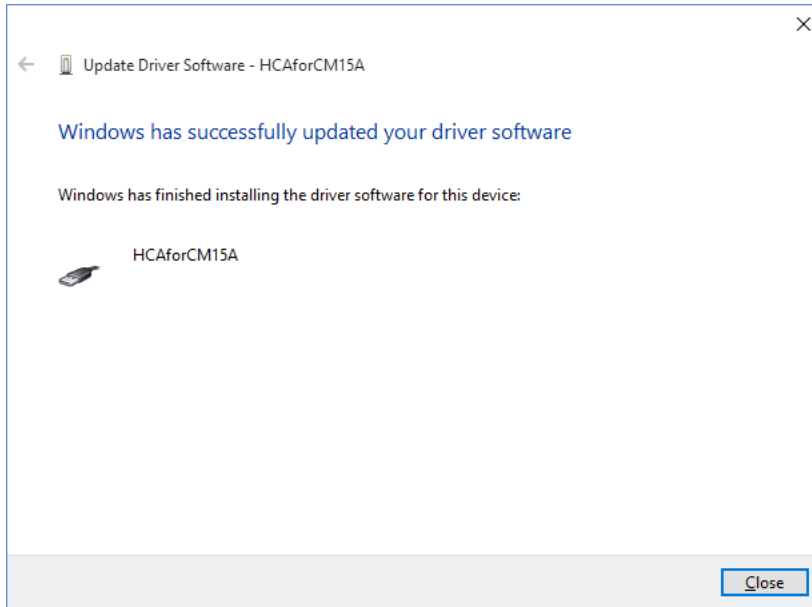 Update Driver Software - HCAforCM15A
Windows has successfully updated your driver software
Windows has finished installing the driver software for this device:
HCAforCM15A
Close